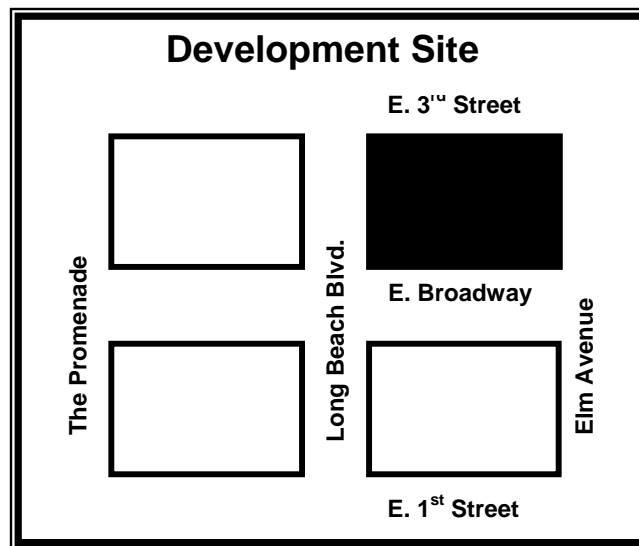 Development Site
E. 3rd Street
The Promenade
Long Beach Blvd.
E. Broadway
Elm Avenue
E. 1st Street